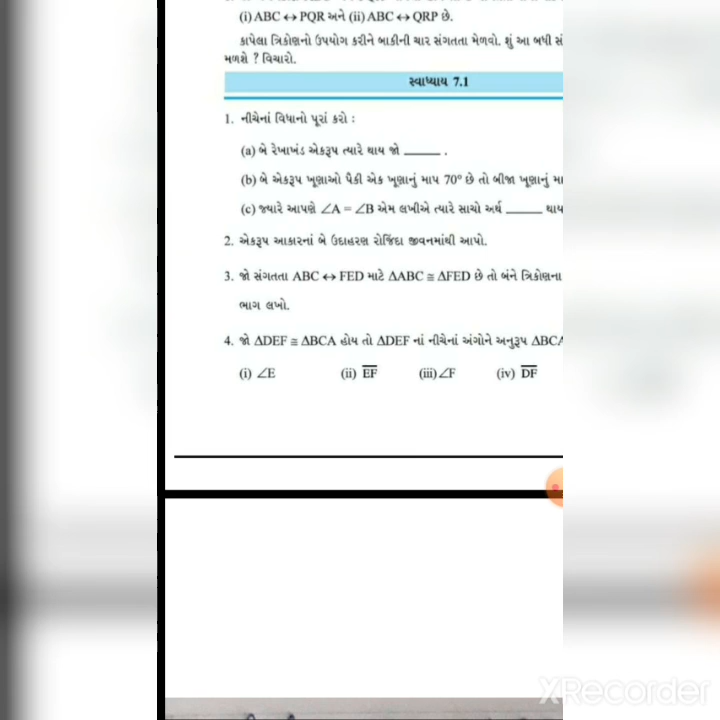 (i) ABC ↔ PQR અને (ii) ABC ↔ QRP છે.
કાપેલા ત્રિકોણનો ઉપયોગ કરીને બાકીની ચાર સંગતતા મેળવો. શું આ બધી
મળશે ? વિચારો.
સ્વાધ્યાય 7.1
1. નીચેનાં વિધાનો પૂરાં કરો :
(a) બે રેખાખંડ એકરૂપ ત્યારે થાય જો _____ .
(b) બે એકરૂપ ખૂણાઓ પૈકી એક ખૂણાનું માપ 70° છે તો બીજા ખૂણાનું
(c) જ્યારે આપણે ∠A = ∠B એમ લખીએ ત્યારે સાચો અર્થ _____ થાય
2. એકરૂપ આકારનાં બે ઉદાહરણ રોજિંદા જીવનમાંથી આપો.
3. જો સંગતતા ABC ↔ FED માટે ΔABC ≅ ΔFED છે તો બંને ત્રિકોણના
ભાગ લખો.
4. જો ΔDEF ≅ ΔBCA હોય તો ΔDEF નાં નીચેનાં અંગોને અનુરૂપ ΔBCA
(i) ∠E (ii) E̅F̅ (iii) ∠F (iv) D̅F̅
XRecorder